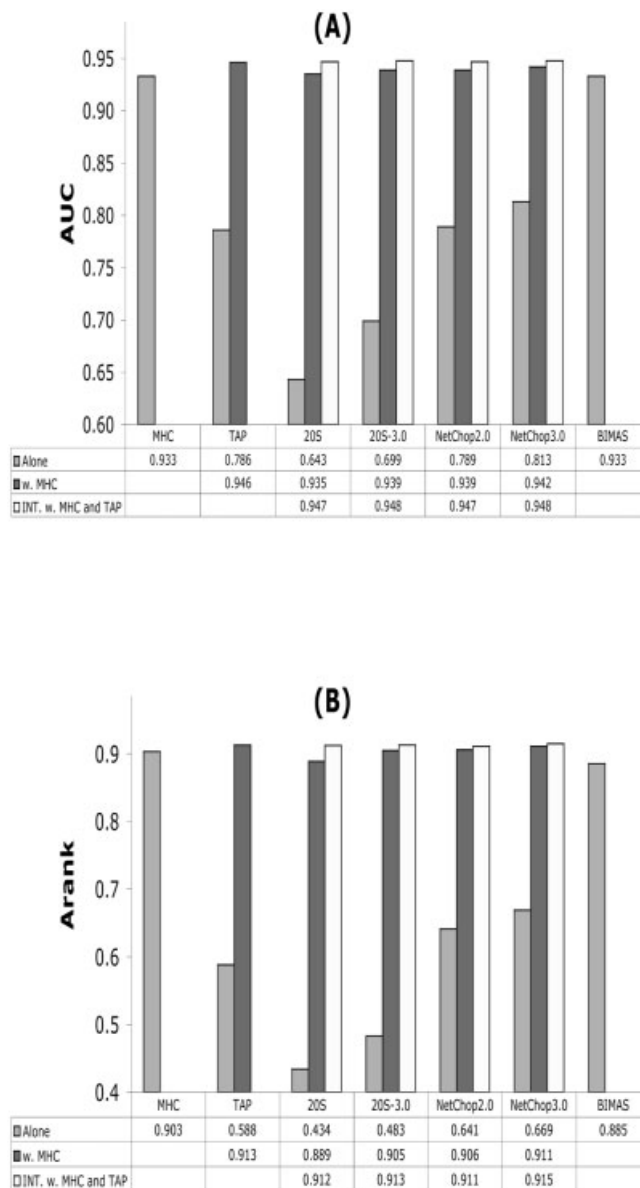 (A)
AUC
0.95
0.90
0.85
0.80
0.75
0.70
0.65
0.60
MHC TAP 20S 20S-3.0 NetChop2.0 NetChop3.0 BIMAS
Alone 0.933 0.786 0.643 0.699 0.789 0.813 0.933
w. MHC 0.946 0.935 0.939 0.939 0.942
INT. w. MHC and TAP 0.947 0.948 0.947 0.948
(B)
Arank
0.9
0.8
0.7
0.6
0.5
0.4
MHC TAP 20S 20S-3.0 NetChop2.0 NetChop3.0 BIMAS
Alone 0.903 0.588 0.434 0.483 0.641 0.669 0.885
w. MHC 0.913 0.889 0.905 0.906 0.911
INT. w. MHC and TAP 0.912 0.913 0.911 0.915